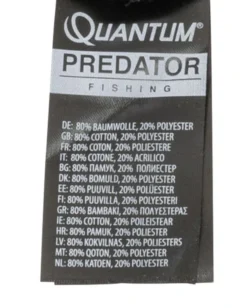 QUANTUM®
PREDATOR
FISHING
DE: 80% BAUMWOLLE, 20% POLYESTER
GB: 80% COTTON, 20% POLYESTER
FR: 80% COTON, 20% POLIESTERE
IT: 80% COTONE, 20% ACRILICO
BG: 80% ПАМУК, 20% ПОЛИЕСТЕР
DK: 80% BOMULD, 20% POLYESTER
EE: 80% PUUVILL, 20% POLÜESTER
FI: 80% PUUVILLA, 20% POLYESTERI
GR: 80% BAMBAKI, 20% ΠΟΛΥΕΣΤΕΡΑΣ
IE: 80% COTTON, 20% POILEISTEAR
HR: 80% PAMUK, 20% POLIESTER
LV: 80% KOKVILNAS, 20% POLIESTERS
MT: 80% QOTON, 20% POLYESTER
NL: 80% KATOEN, 20% POLYESTER